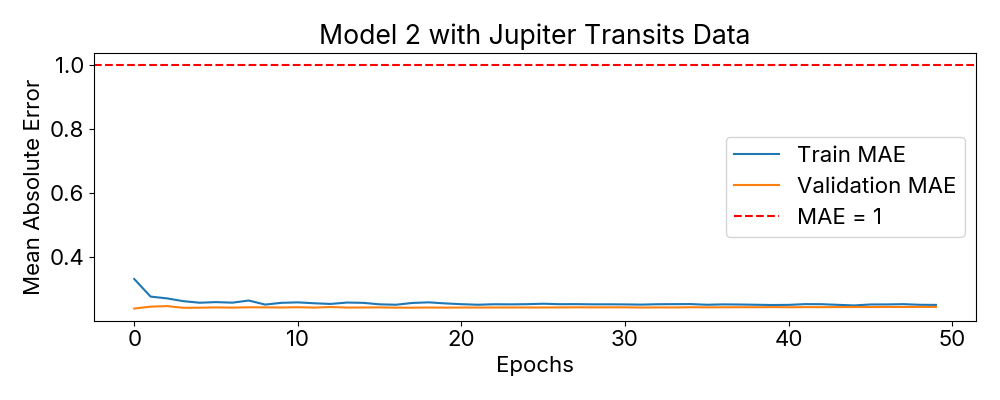 Model 2 with Jupiter Transits Data
Mean Absolute Error
1.0
0.8
0.6
0.4
Train MAE
Validation MAE
MAE = 1
0 10 20 30 40 50
Epochs